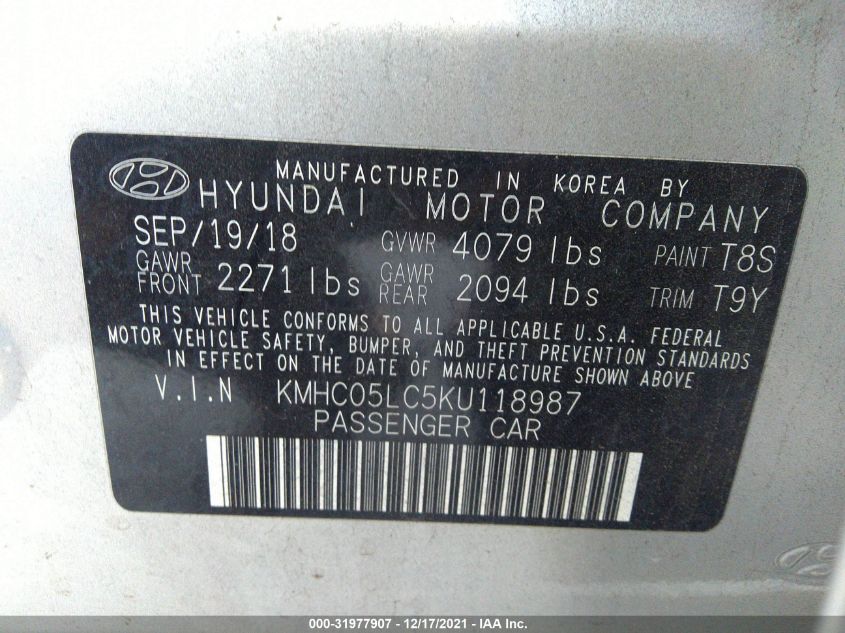 MANUFACTURED IN KOREA BY
HYUNDAI MOTOR COMPANY
SEP/19/18 GVWR 4079 lbs PAINT T8S
GAWR FRONT 2271 lbs GAWR REAR 2094 lbs TRIM T9Y
THIS VEHICLE CONFORMS TO ALL APPLICABLE U.S.A. FEDERAL
MOTOR VEHICLE SAFETY, BUMPER, AND THEFT PREVENTION STANDARDS
IN EFFECT ON THE DATE OF MANUFACTURE SHOWN ABOVE
V.I.N KMHC05LC5KU118987
PASSENGER CAR
000-31977907 - 12/17/2021 - IAA Inc.